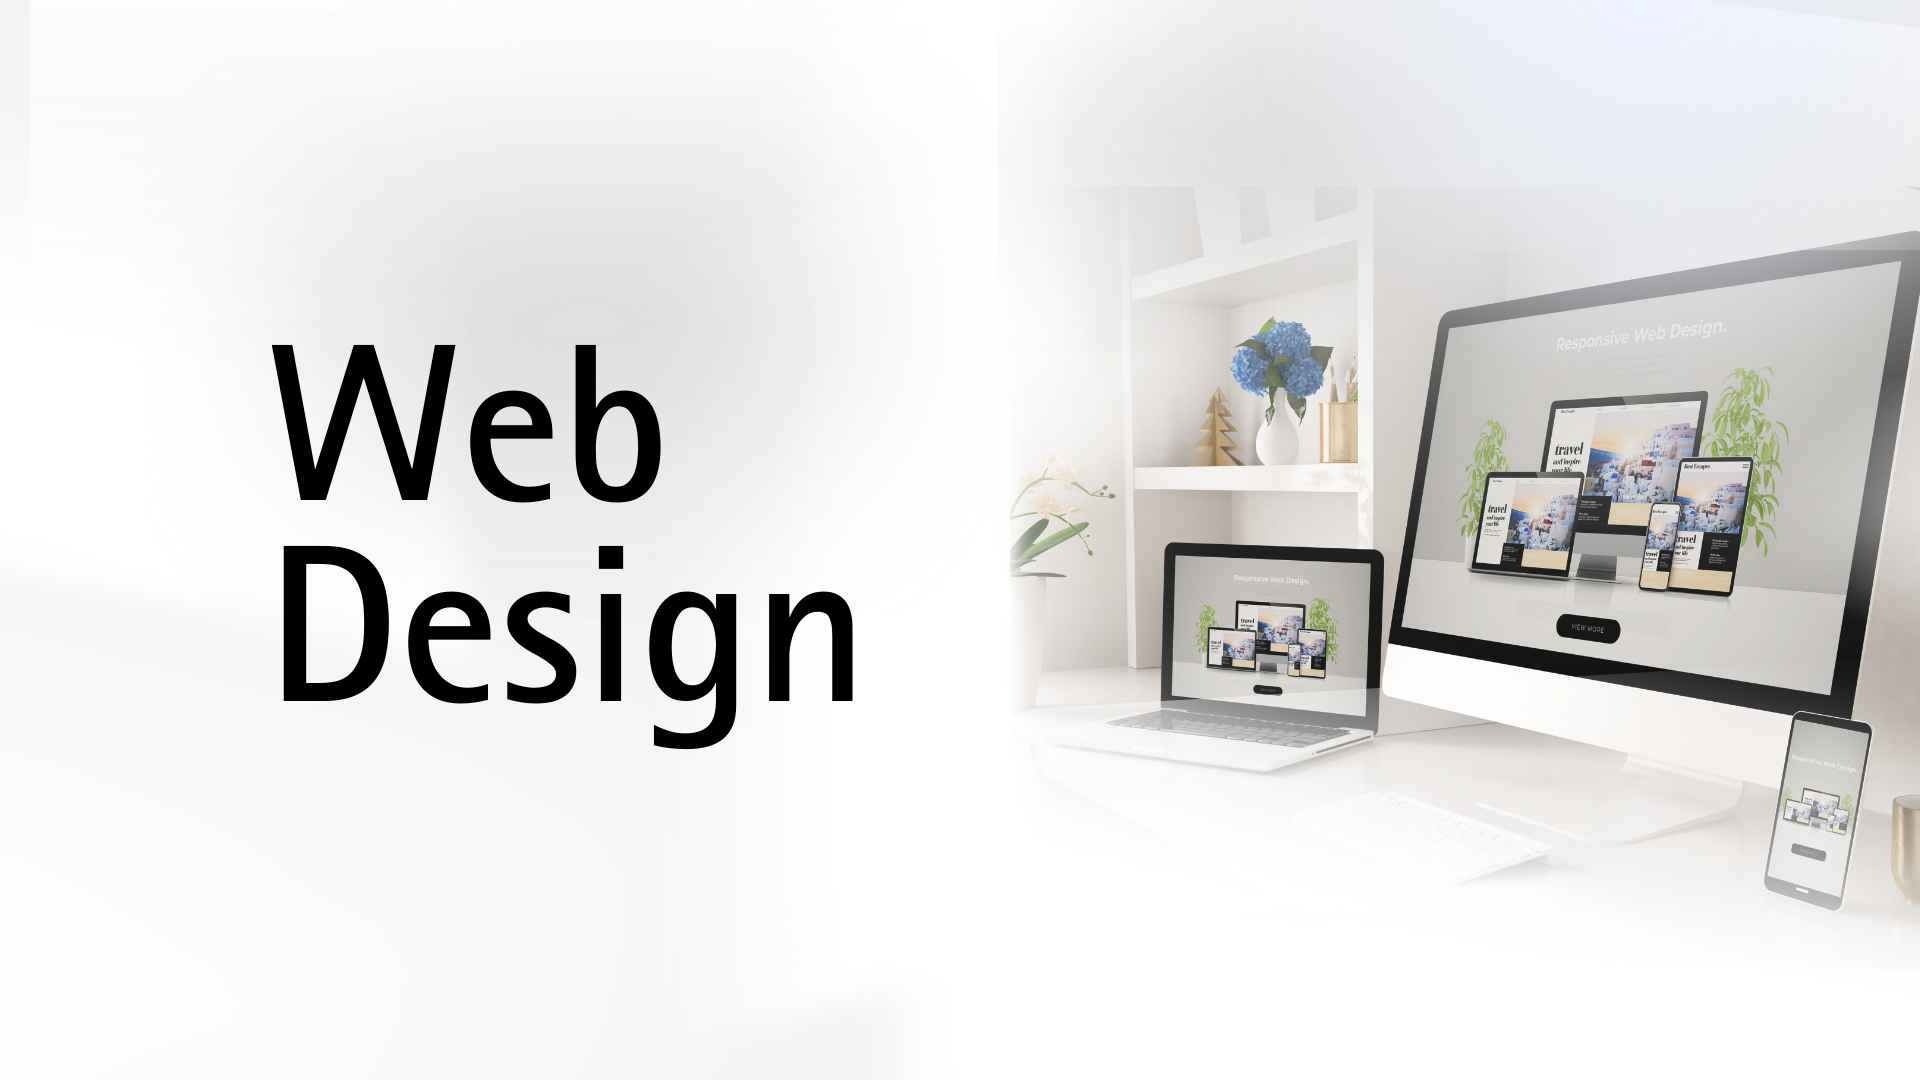 Web
Design
Responsive Web Design.
travel
and inspire
your life
Best Escapes
travel
and inspire
your life
travel
and inspire
your life
VIEW MORE
Responsive Web Design.
travel
travel
Responsive Web Design.